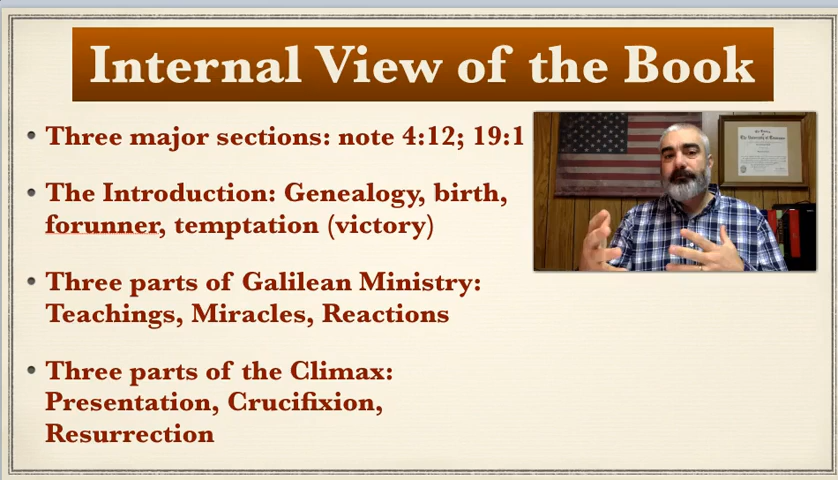 Internal View of the Book
• Three major sections: note 4:12; 19:1
• The Introduction: Genealogy, birth,
forunner, temptation (victory)
• Three parts of Galilean Ministry:
Teachings, Miracles, Reactions
• Three parts of the Climax:
Presentation, Crucifixion,
Resurrection